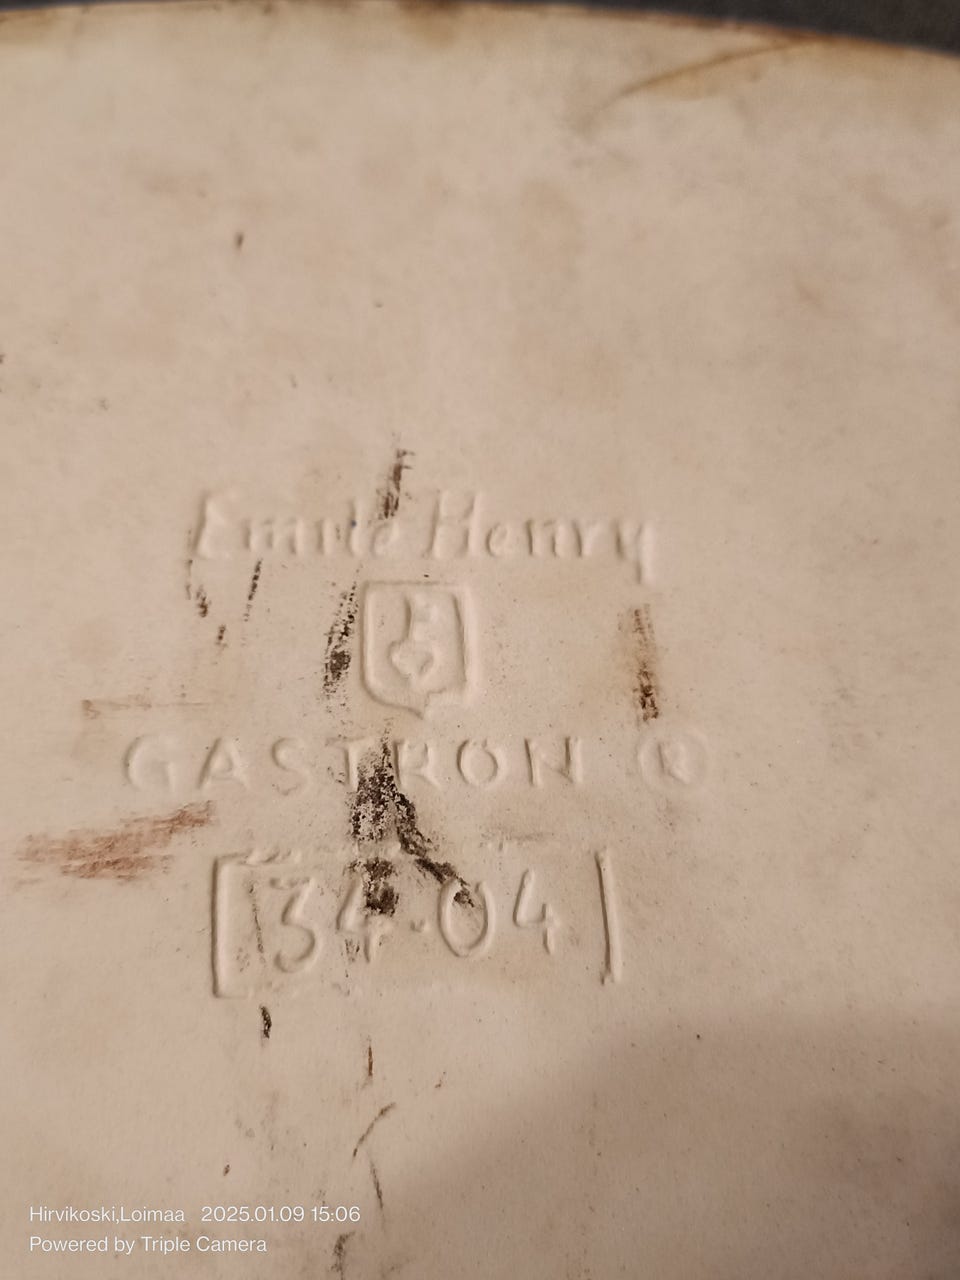 Emile Henry
GASTRON ®
34·04
Hirvikoski,Loimaa 2025.01.09 15:06
Powered by Triple Camera